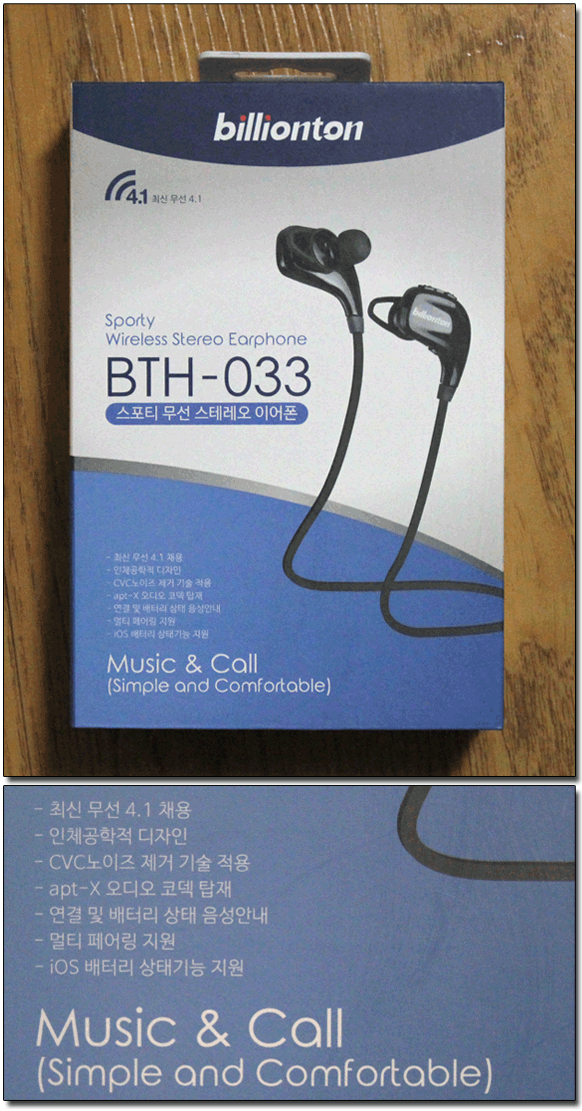 billionton
4.1 최신 무선 4.1
billionton
Sporty
Wireless Stereo Earphone
BTH-033
스포티 무선 스테레오 이어폰
- 최신 무선 4.1 채용
- 인체공학적 디자인
- CVC노이즈 제거 기술 적용
- apt-X 오디오 코덱 탑재
- 연결 및 배터리 상태 음성안내
- 멀티 페어링 지원
- iOS 배터리 상태기능 지원
Music & Call
(Simple and Comfortable)
- 최신 무선 4.1 채용
- 인체공학적 디자인
- CVC노이즈 제거 기술 적용
- apt-X 오디오 코덱 탑재
- 연결 및 배터리 상태 음성안내
- 멀티 페어링 지원
- iOS 배터리 상태기능 지원
Music & Call
(Simple and Comfortable)